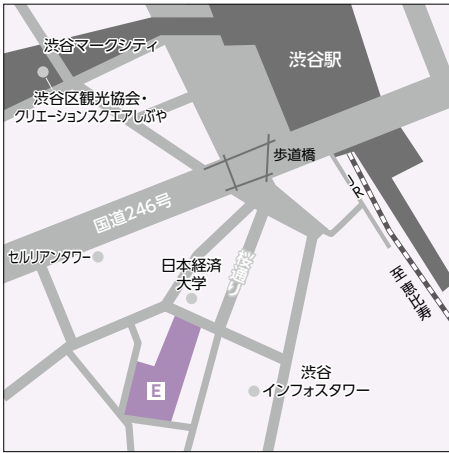 渋谷マークシティ
渋谷駅
渋谷区観光協会・
クリエーションスクエアしぶや
歩道橋
JR
国道246号
セルリアンタワー
日本経済
大学
桜通り
至 恵比寿
E
渋谷
インフォスタワー